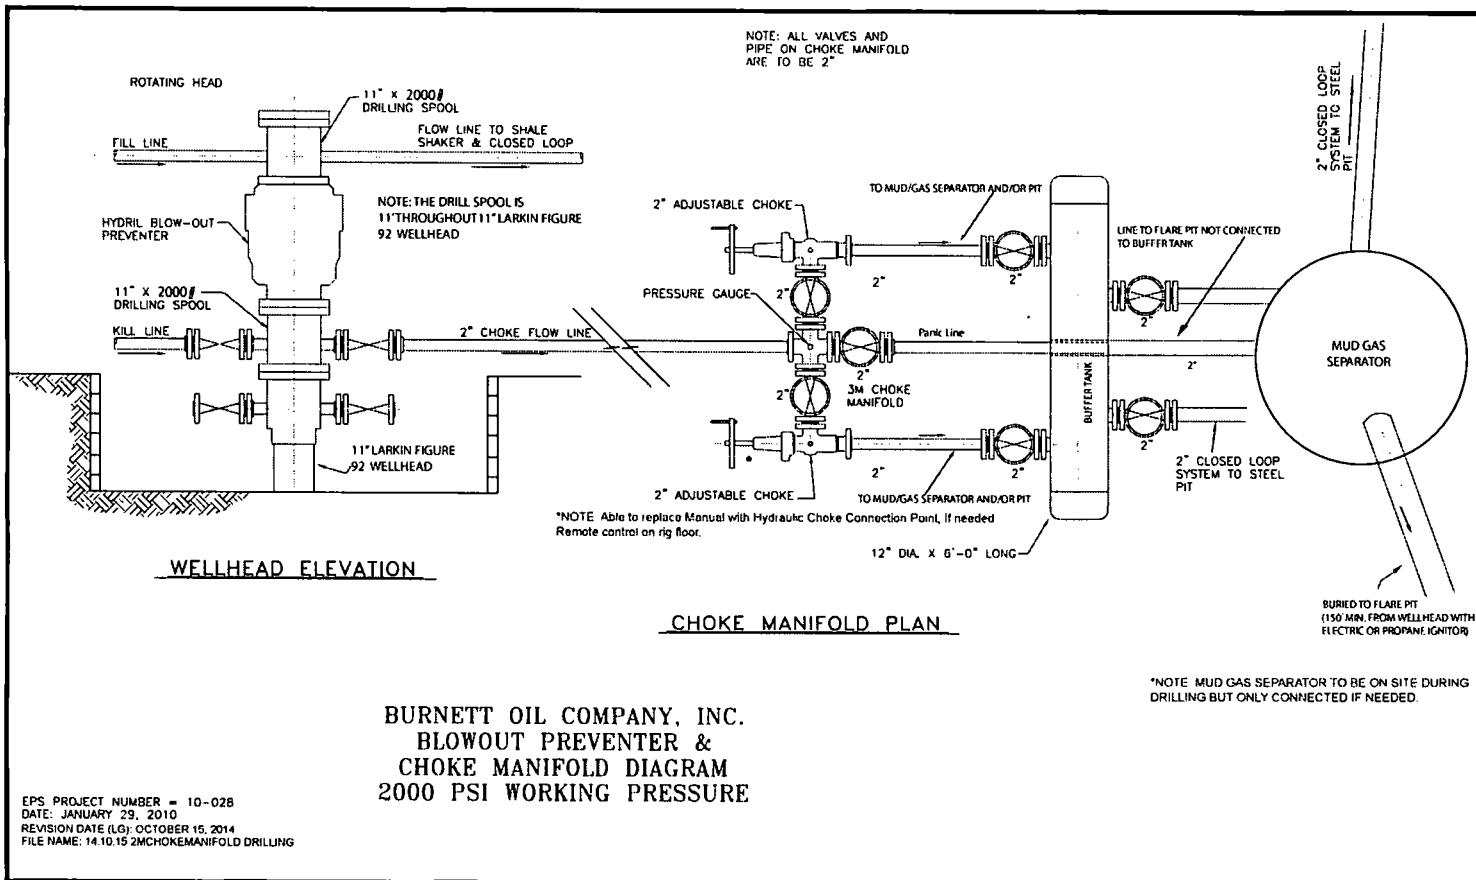 NOTE: ALL VALVES AND
PIPE ON CHOKE MANIFOLD
ARE TO BE 2"
ROTATING HEAD
11" X 2000#
DRILLING SPOOL
FILL LINE
FLOW LINE TO SHALE
SHAKER & CLOSED LOOP
NOTE: THE DRILL SPOOL IS
11'THROUGHOUT 11" LARKIN FIGURE
92 WELLHEAD
HYDRIL BLOW-OUT
PREVENTER
11" X 2000#
DRILLING SPOOL
KILL LINE
2" CHOKE FLOW LINE
11" LARKIN FIGURE
92 WELLHEAD
WELLHEAD ELEVATION
2" ADJUSTABLE CHOKE
TO MUD/GAS SEPARATOR AND/OR PIT
2"
2"
2"
PRESSURE GAUGE
Panic Line
2"
2"
3M CHOKE
MANIFOLD
2"
2"
2" ADJUSTABLE CHOKE
TO MUD/GAS SEPARATOR AND/OR PIT
*NOTE Able to replace Manual with Hydraulic Choke Connection Point, If needed
Remote control on rig floor.
BUFFER TANK
12" DIA. X 6'-0" LONG
CHOKE MANIFOLD PLAN
2" CLOSED LOOP
SYSTEM TO STEEL
PIT
LINE TO FLARE PIT NOT CONNECTED
TO BUFFER TANK
2"
2"
2"
MUD GAS
SEPARATOR
2" CLOSED LOOP
SYSTEM TO STEEL
PIT
BURIED TO FLARE PIT
(150' MIN. FROM WELLHEAD WITH
ELECTRIC OR PROPANE IGNITOR)
*NOTE MUD GAS SEPARATOR TO BE ON SITE DURING
DRILLING BUT ONLY CONNECTED IF NEEDED.
BURNETT OIL COMPANY, INC.
BLOWOUT PREVENTER &
CHOKE MANIFOLD DIAGRAM
2000 PSI WORKING PRESSURE
EPS PROJECT NUMBER = 10-028
DATE: JANUARY 29, 2010
REVISION DATE (LG): OCTOBER 15, 2014
FILE NAME: 14.10.15 2MCHOKEMANIFOLD DRILLING